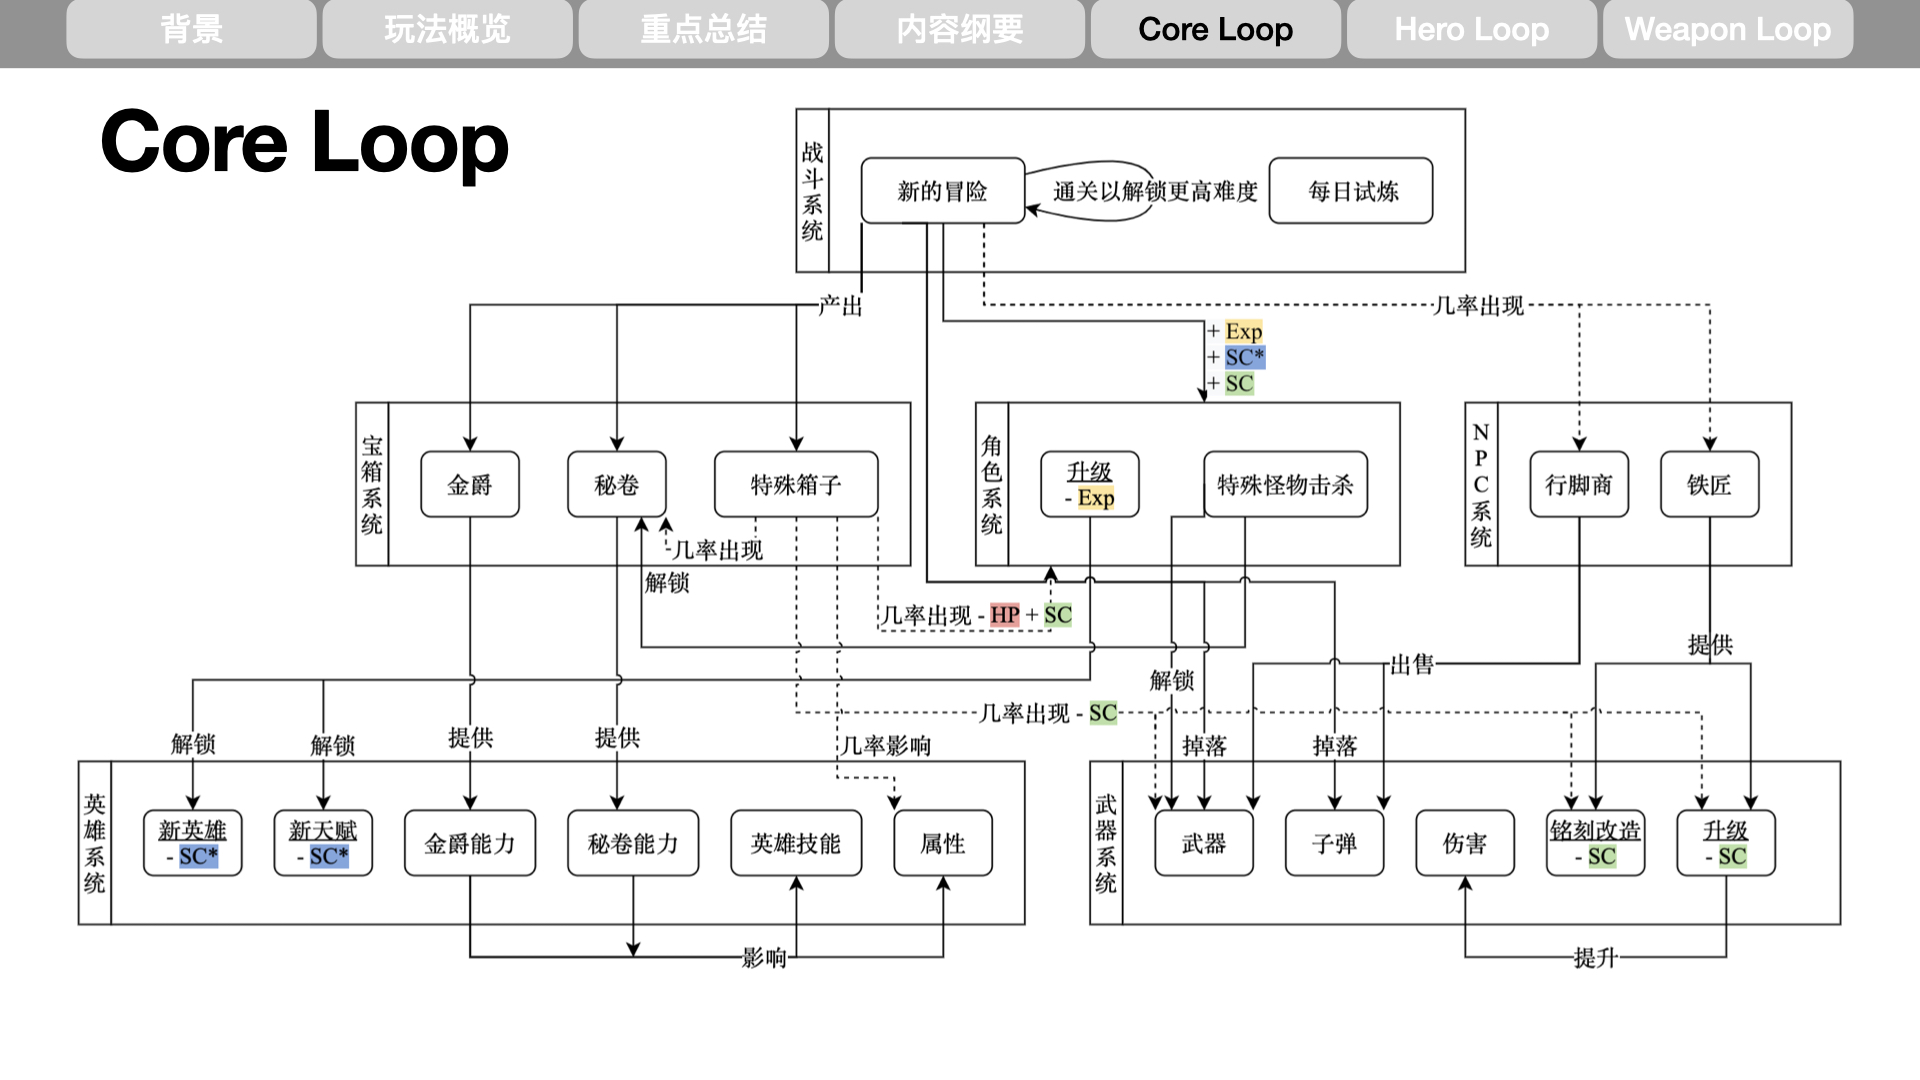 背景
玩法概览
重点总结
内容纲要
Core Loop
Hero Loop
Weapon Loop
Core Loop
战斗系统
新的冒险
通关以解锁更高难度
每日试炼
产出
几率出现
+ Exp
+ SC*
+ SC
宝箱系统
金爵
秘卷
特殊箱子
几率出现
解锁
角色系统
升级
- Exp
特殊怪物击杀
NPC系统
行脚商
铁匠
几率出现 - HP + SC
提供
出售
解锁
几率出现 - SC
解锁
解锁
提供
提供
几率影响
掉落
掉落
英雄系统
新英雄
- SC*
新天赋
- SC*
金爵能力
秘卷能力
英雄技能
属性
影响
武器系统
武器
子弹
伤害
铭刻改造
- SC
升级
- SC
提升